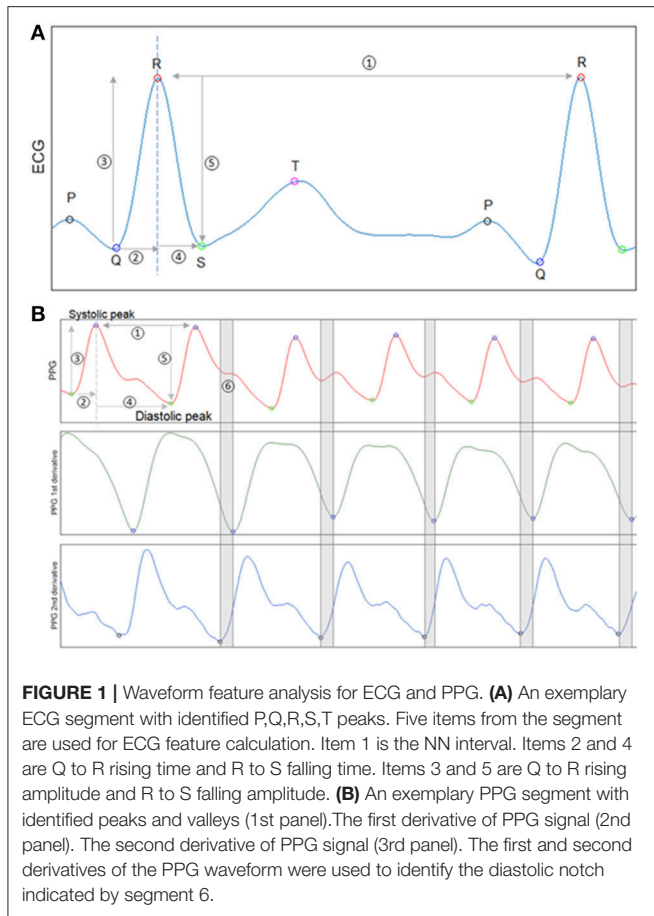 A
R
①
R
③
⑤
ECG
T
P
P
Q
②
④
S
Q
B
Systolic peak
①
③
⑤
PPG
⑥
②
④
Diastolic peak
PPG 1st derivative
PPG 2nd derivative
FIGURE 1 | Waveform feature analysis for ECG and PPG. (A) An exemplary
ECG segment with identified P,Q,R,S,T peaks. Five items from the segment
are used for ECG feature calculation. Item 1 is the NN interval. Items 2 and 4
are Q to R rising time and R to S falling time. Items 3 and 5 are Q to R rising
amplitude and R to S falling amplitude. (B) An exemplary PPG segment with
identified peaks and valleys (1st panel).The first derivative of PPG signal (2nd
panel). The second derivative of PPG signal (3rd panel). The first and second
derivatives of the PPG waveform were used to identify the diastolic notch
indicated by segment 6.